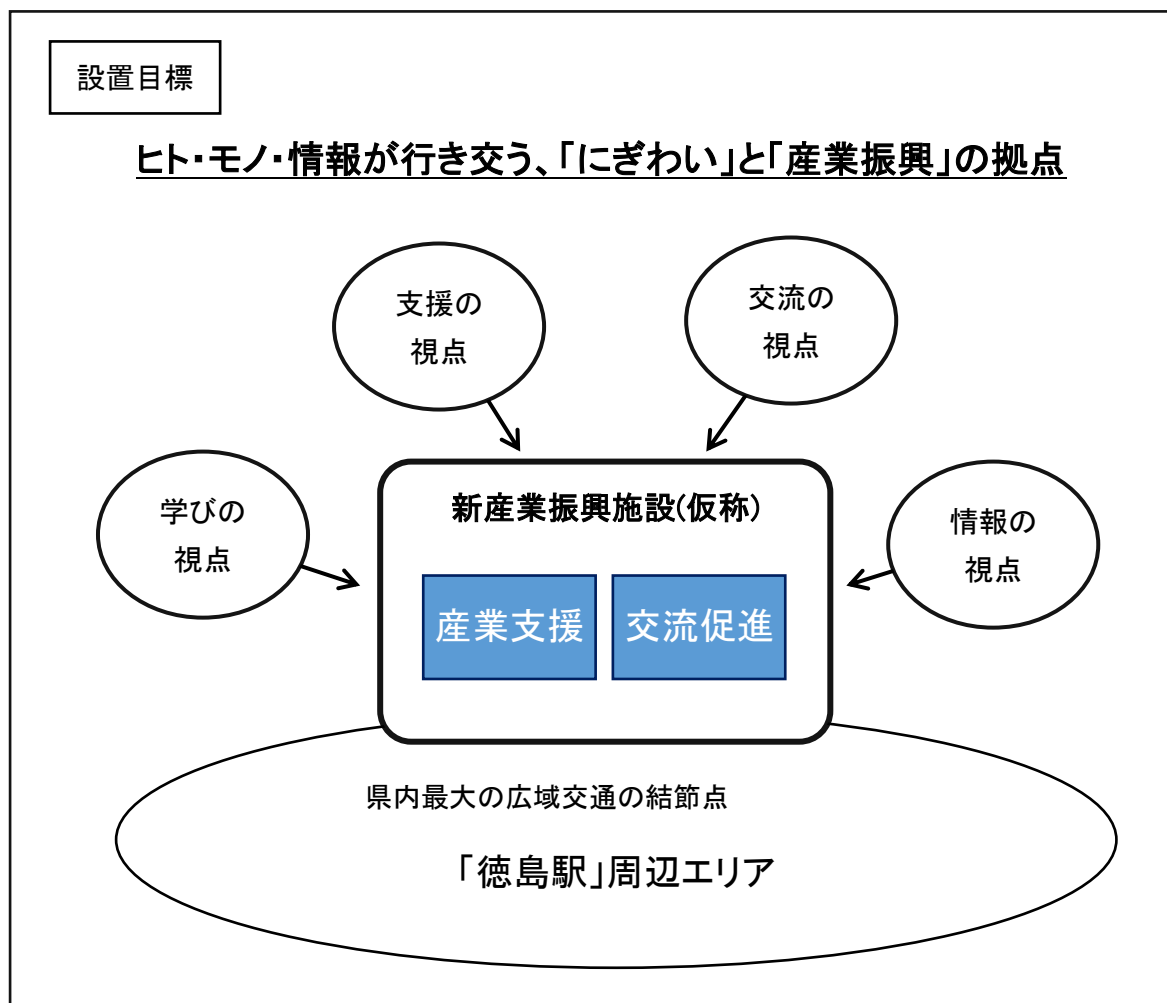 設置目標
ヒト・モノ・情報が行き交う、「にぎわい」と「産業振興」の拠点
支援の
視点
交流の
視点
学びの
視点
新産業振興施設(仮称)
情報の
視点
産業支援
交流促進
県内最大の広域交通の結節点
「徳島駅」周辺エリア